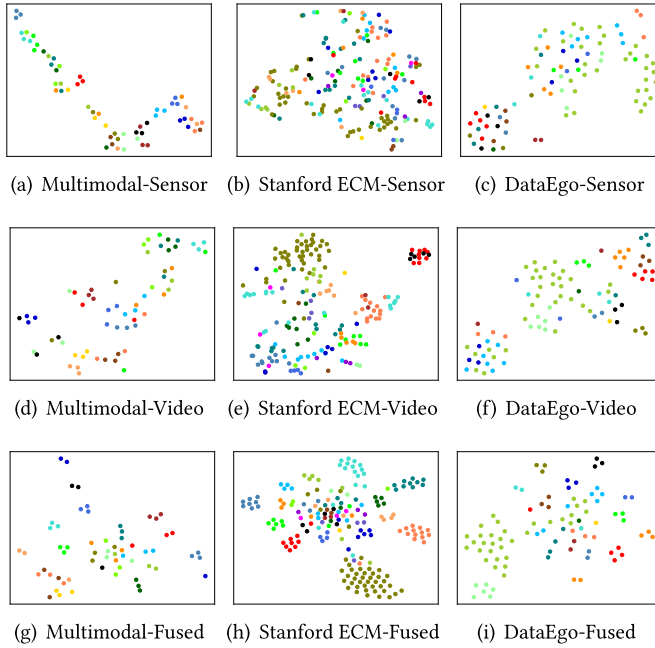 (a) Multimodal-Sensor
(b) Stanford ECM-Sensor
(c) DataEgo-Sensor
(d) Multimodal-Video
(e) Stanford ECM-Video
(f) DataEgo-Video
(g) Multimodal-Fused
(h) Stanford ECM-Fused
(i) DataEgo-Fused